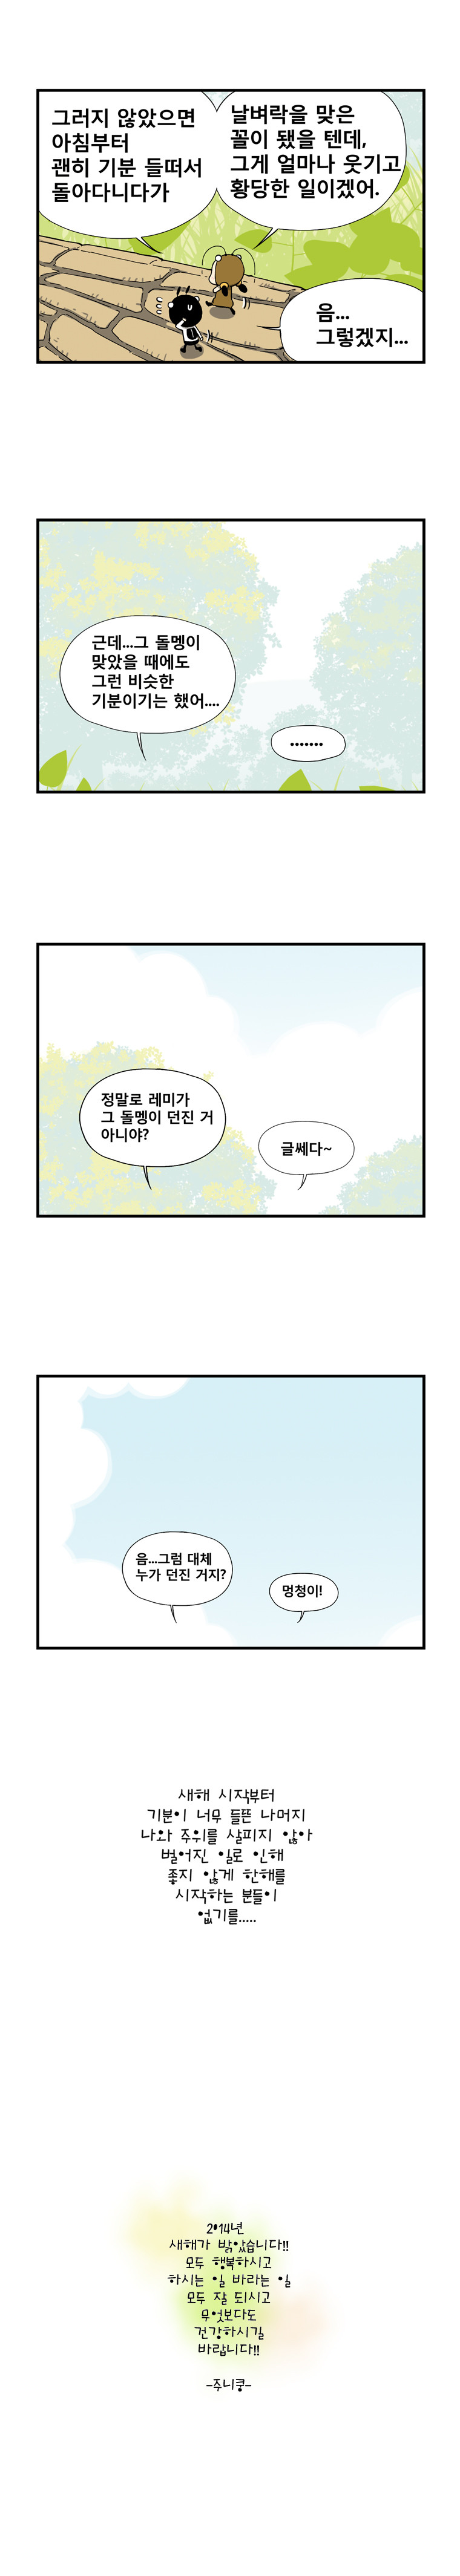 그러지 않았으면
아침부터
괜히 기분 들떠서
돌아다니다가
날벼락을 맞은
꼴이 됐을 텐데,
그게 얼마나 웃기고
황당한 일이겠어.
음...
그렇겠지...
근데...그 돌멩이
맞았을 때에도
그런 비슷한
기분이기는 했어....
.......
정말로 레미가
그 돌멩이 던진 거
아니야?
글쎄다~
음...그럼 대체
누가 던진 거지?
멍청이!
새해 시작부터
기분이 너무 들뜬 나머지
나와 주위를 살피지 않아
벌어진 일로 인해
좋지 않게 한해를
시작하는 분들이
없기를.....
2014년
새해가 밝았습니다!!
모두 행복하시고
하시는 일 바라는 일
모두 잘 되시고
무엇보다도
건강하시길
바랍니다!!
-주니쿵-